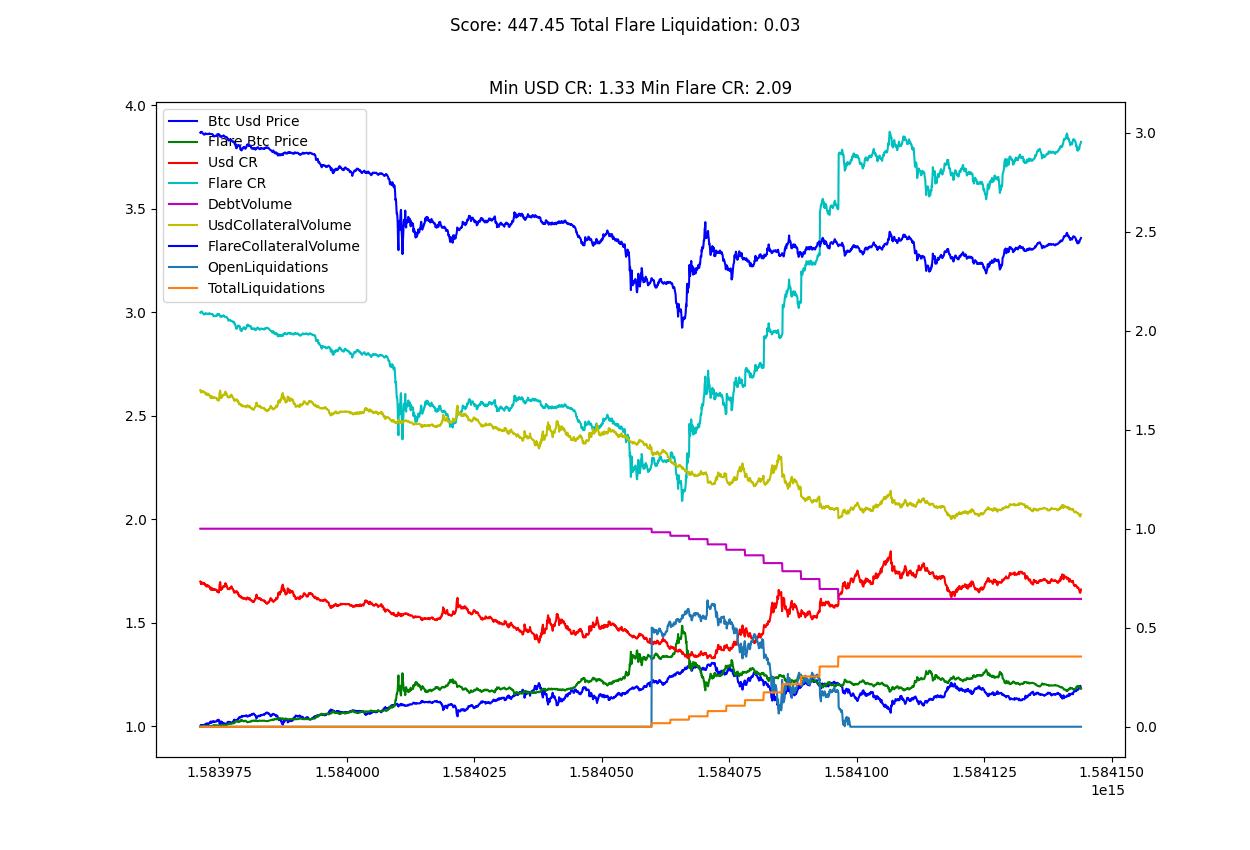 Score: 447.45 Total Flare Liquidation: 0.03
Min USD CR: 1.33 Min Flare CR: 2.09
4.0
3.5
3.0
2.5
2.0
1.5
1.0
Btc Usd Price
Flare Btc Price
Usd CR
Flare CR
DebtVolume
UsdCollateralVolume
FlareCollateralVolume
OpenLiquidations
TotalLiquidations
3.0
2.5
2.0
1.5
1.0
0.5
0.0
1.583975 1.584000 1.584025 1.584050 1.584075 1.584100 1.584125 1.584150
1e15